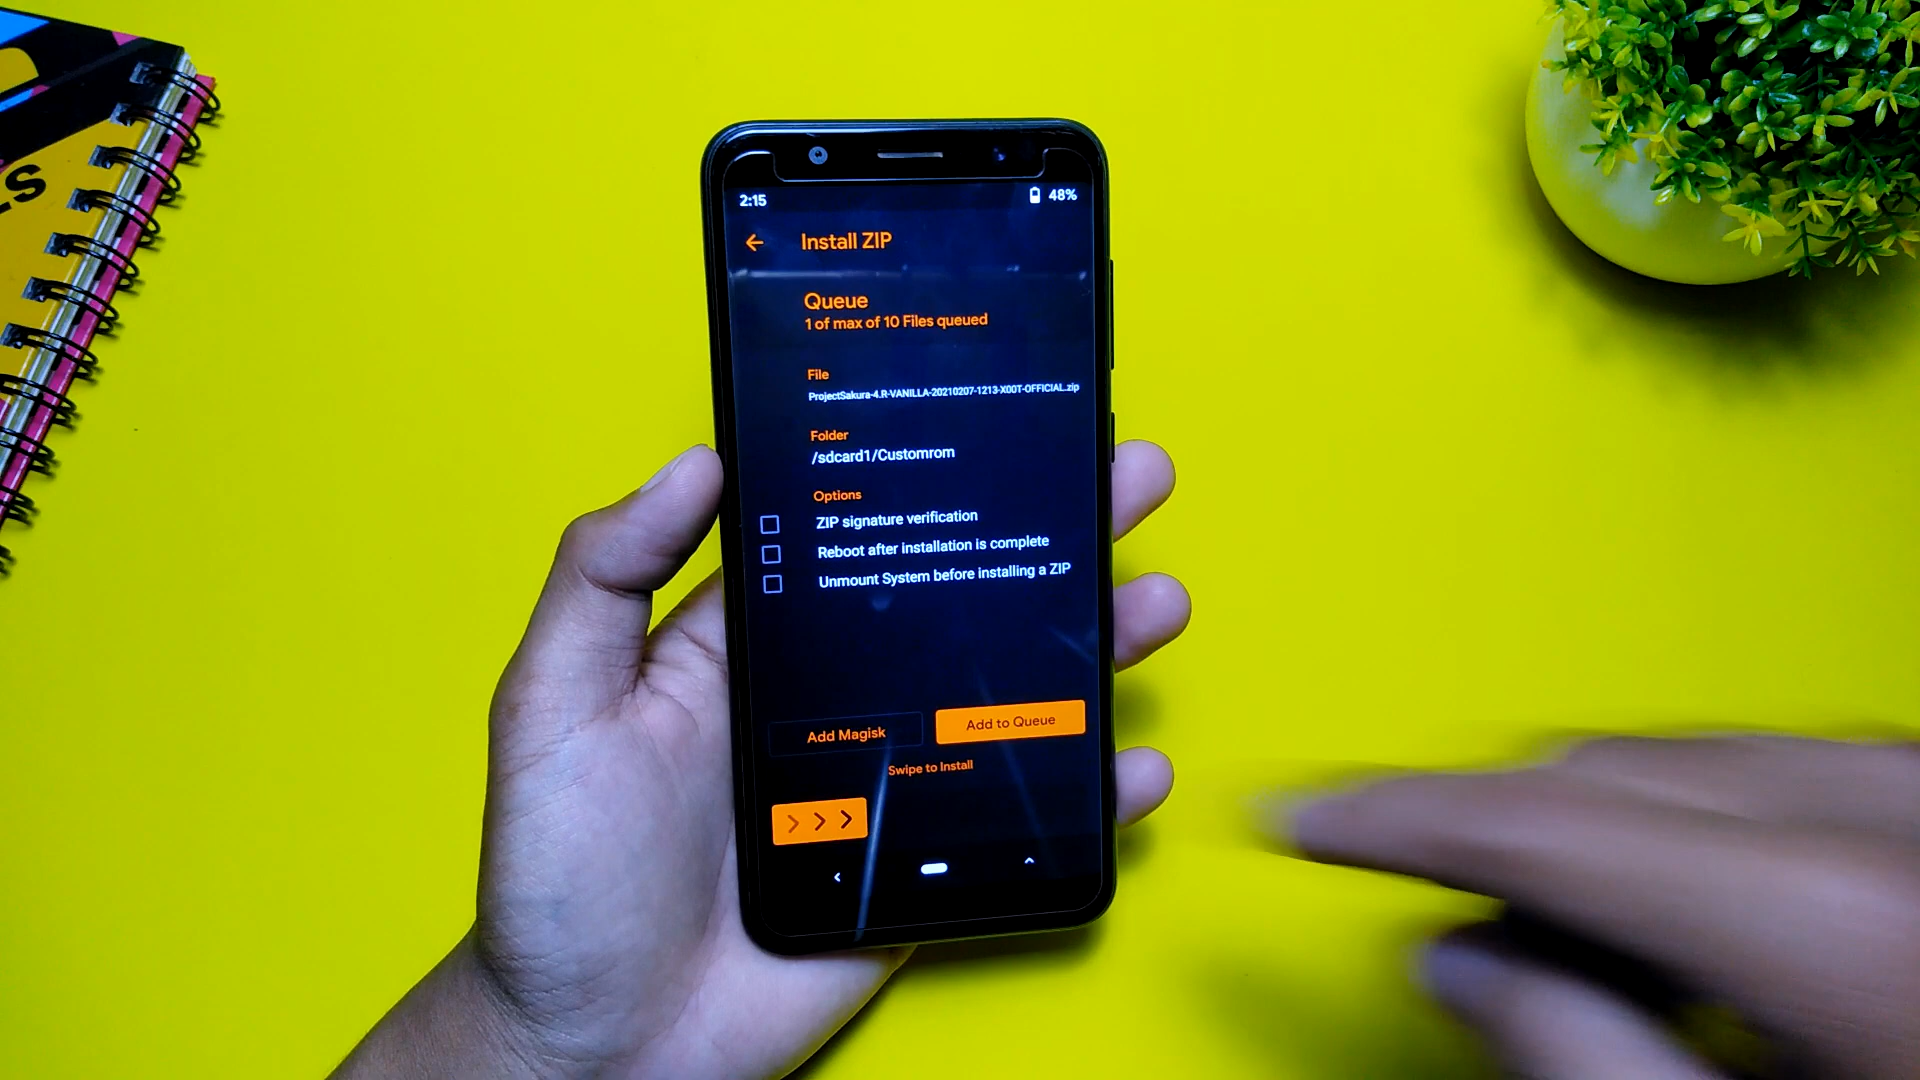 LS
2:15
48%
Install ZIP
Queue
1 of max of 10 Files queued
File
ProjectSakura-4.R-VANILLA-20210207-1213-X00T-OFFICIAL.zip
Folder
/sdcard1/Customrom
Options
ZIP signature verification
Reboot after installation is complete
Unmount System before installing a ZIP
Add Magisk
Add to Queue
Swipe to Install